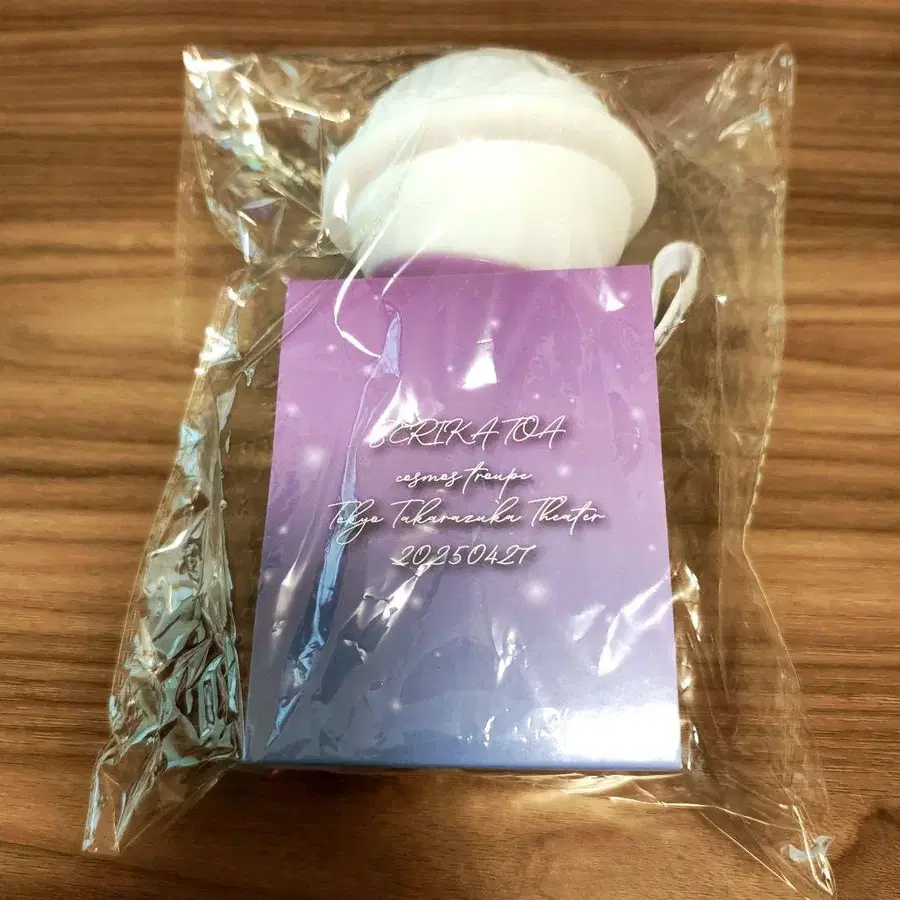 SERIKA TOA
cosmos troupe
Tokyo Takarazuka Theater
20250427